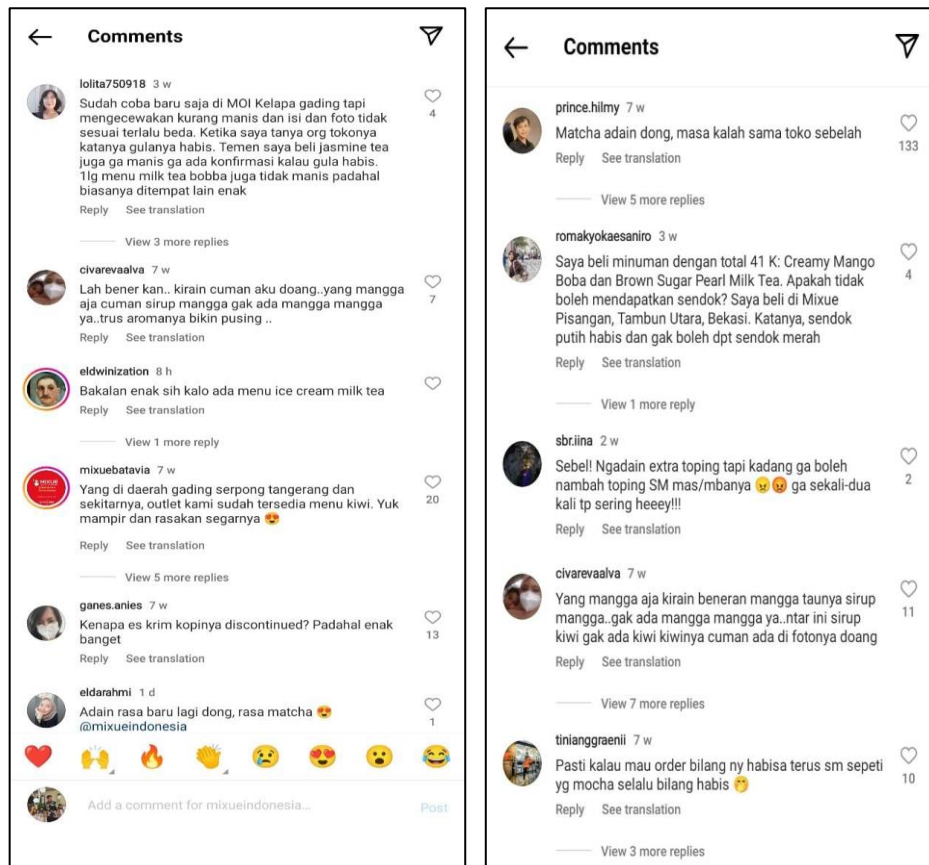 Comments
lolita750918 3 w
Sudah coba baru saja di MOI Kelapa gading tapi
mengecewakan kurang manis dan isi dan foto tidak
sesuai terlalu beda. Ketika saya tanya org tokonya
katanya gulanya habis. Temen saya beli jasmine tea
juga ga manis ga ada konfirmasi kalau gula habis.
1lg menu milk tea bobba juga tidak manis padahal
biasanya ditempat lain enak
4
Reply See translation
View 3 more replies
civarevaalva 7 w
Lah bener kan.. kirain cuman aku doang..yang mangga
aja cuman sirup mangga gak ada mangga mangga
ya..trus aromanya bikin pusing ..
7
Reply See translation
eldwinization 8 h
Bakalan enak sih kalo ada menu ice cream milk tea
Reply See translation
View 1 more reply
mixuebatavia 7 w
Yang di daerah gading serpong tangerang dan
sekitarnya, outlet kami sudah tersedia menu kiwi. Yuk
mampir dan rasakan segarnya 😍
20
Reply See translation
View 5 more replies
ganes.anies 7 w
Kenapa es krim kopinya discontinued? Padahal enak
banget
13
Reply See translation
eldarahmi 1 d
Adain rasa baru lagi dong, rasa matcha 😍
@mixueindonesia
1
❤️ 🙌 🔥 👏 😢 😍 😮 😂
Add a comment for mixueindonesia... Post
Comments
prince.hilmy 7 w
Matcha adain dong, masa kalah sama toko sebelah
133
Reply See translation
View 5 more replies
romakyokaesaniro 3 w
Saya beli minuman dengan total 41 K: Creamy Mango
Boba dan Brown Sugar Pearl Milk Tea. Apakah tidak
boleh mendapatkan sendok? Saya beli di Mixue
Pisangan, Tambun Utara, Bekasi. Katanya, sendok
putih habis dan gak boleh dpt sendok merah
4
Reply See translation
View 1 more reply
sbr.iina 2 w
Sebel! Ngadain extra toping tapi kadang ga boleh
nambah toping SM mas/mbanya 😠😡 ga sekali-dua
kali tp sering heeey!!!
2
Reply See translation
civarevaalva 7 w
Yang mangga aja kirain beneran mangga taunya sirup
mangga..gak ada mangga mangga ya..ntar ini sirup
kiwi gak ada kiwi kiwinya cuman ada di fotonya doang
11
Reply See translation
View 7 more replies
tinianggraenii 7 w
Pasti kalau mau order bilang ny habisa terus sm sepeti
yg mocha selalu bilang habis 🤭
10
Reply See translation
View 3 more replies